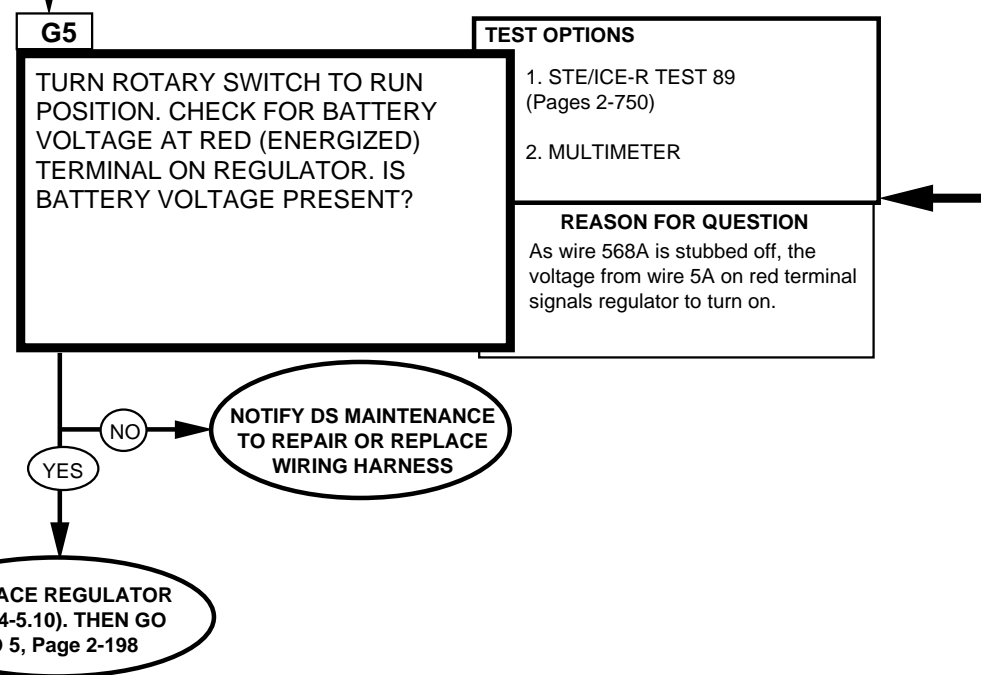 G5
TURN ROTARY SWITCH TO RUN
POSITION. CHECK FOR BATTERY
VOLTAGE AT RED (ENERGIZED)
TERMINAL ON REGULATOR. IS
BATTERY VOLTAGE PRESENT?
TEST OPTIONS
1. STE/ICE-R TEST 89
(Pages 2-750)
2. MULTIMETER
REASON FOR QUESTION
As wire 568A is stubbed off, the
voltage from wire 5A on red terminal
signals regulator to turn on.
NO
NOTIFY DS MAINTENANCE
TO REPAIR OR REPLACE
WIRING HARNESS
YES
REGULATOR
4-5.10). THEN GO
5, Page 2-198